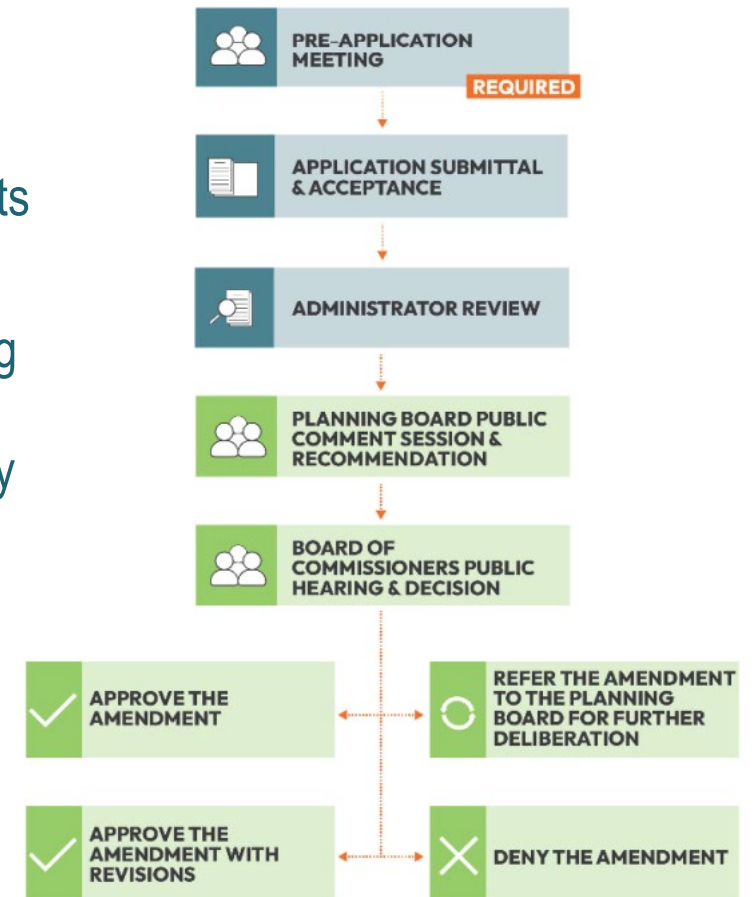 PRE-APPLICATION
MEETING
REQUIRED
APPLICATION SUBMITTAL
& ACCEPTANCE
ts
ADMINISTRATOR REVIEW
g
PLANNING BOARD PUBLIC
COMMENT SESSION &
RECOMMENDATION
y
BOARD OF
COMMISSIONERS PUBLIC
HEARING & DECISION
APPROVE THE
AMENDMENT
REFER THE AMENDMENT
TO THE PLANNING
BOARD FOR FURTHER
DELIBERATION
APPROVE THE
AMENDMENT WITH
REVISIONS
DENY THE AMENDMENT